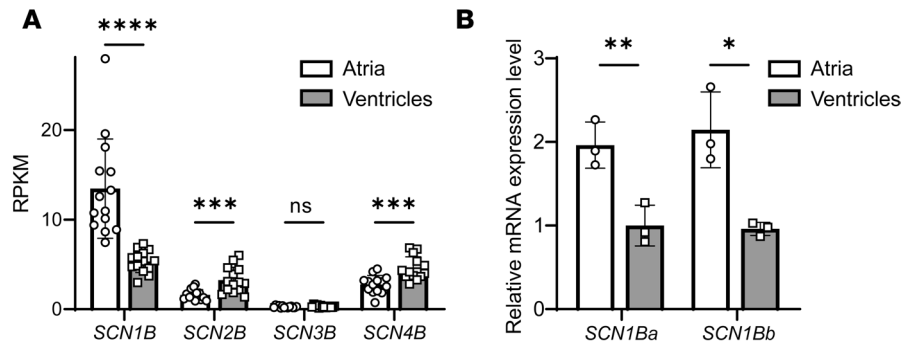 A
B
****
***
ns
***
Atria
Ventricles
RPKM
20
10
0
SCN1B
SCN2B
SCN3B
SCN4B
**
*
Atria
Ventricles
Relative mRNA expression level
3
2
1
0
SCN1Ba
SCN1Bb